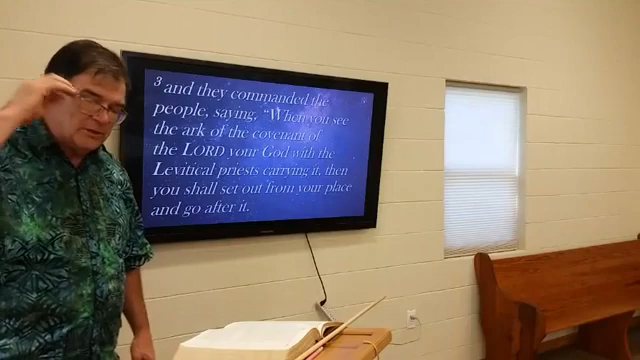 3 and they commanded the
people, saying, "When you see
the ark of the covenant of
the LORD your God with the
Levitical priests carrying it, then
you shall set out from your place
and go after it.